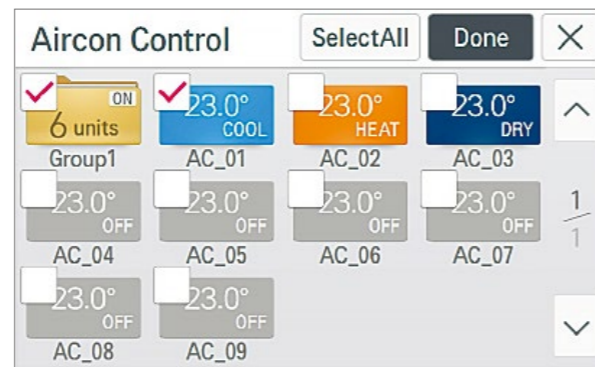 Aircon Control SelectAll Done
ON
6 units
Group1
23.0°
COOL
AC_01
23.0°
HEAT
AC_02
23.0°
DRY
AC_03
23.0°
OFF
AC_04
23.0°
OFF
AC_05
23.0°
OFF
AC_06
23.0°
OFF
AC_07
1
1
23.0°
OFF
AC_08
23.0°
OFF
AC_09